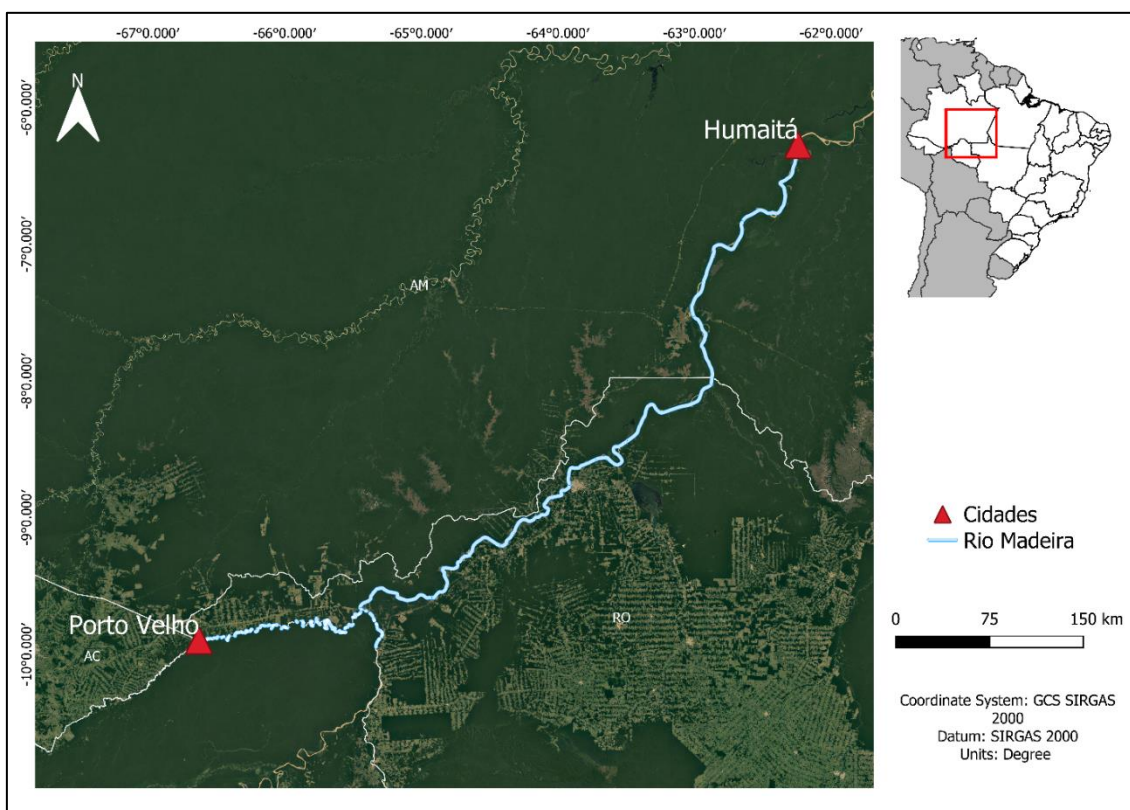 -67°0.000′ -66°0.000′ -65°0.000′ -64°0.000′ -63°0.000′ -62°0.000′
-6°0.000′
-7°0.000′
-8°0.000′
-9°0.000′
-10°0.000′
N
Humaitá
AM
Porto Velho
AC
RO
Cidades
Rio Madeira
0 75 150 km
Coordinate System: GCS SIRGAS
2000
Datum: SIRGAS 2000
Units: Degree